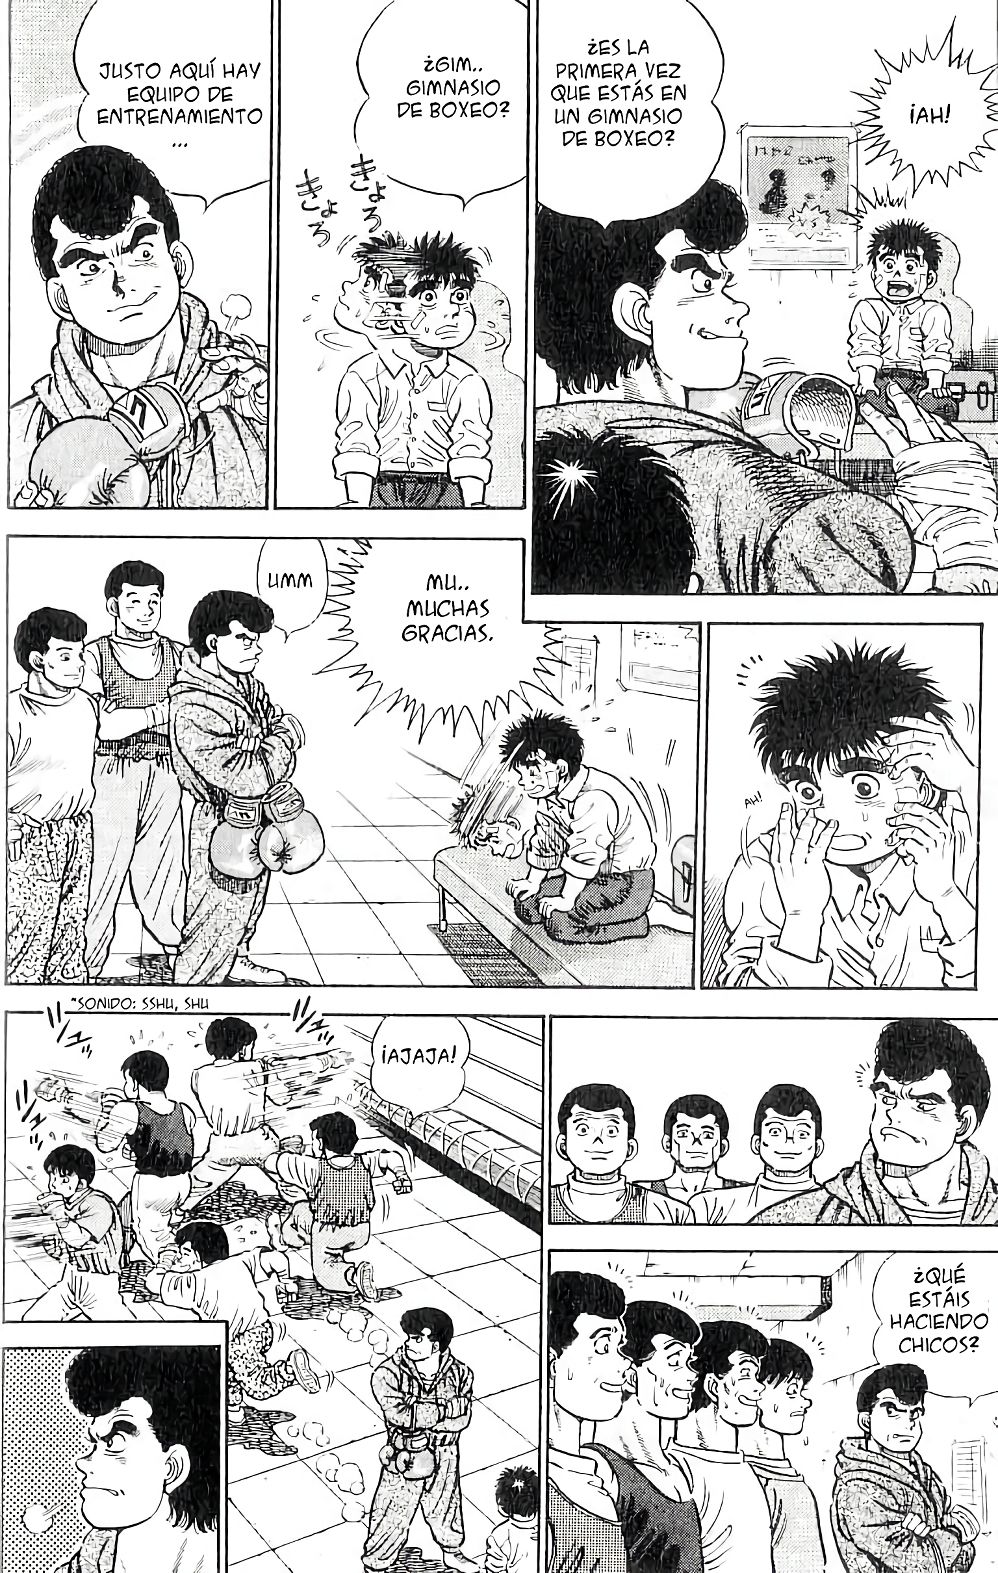 JUSTO AQUÍ HAY
EQUIPO DE
ENTRENAMIENTO
...
¿GIM..
GIMNASIO
DE BOXEO?
きょろ
きょろ
¿ES LA
PRIMERA VEZ
QUE ESTÁS EN
UN GIMNASIO
DE BOXEO?
¡AH!
UMM
MU..
MUCHAS
GRACIAS.
AH!
*SONIDO: SSHU, SHU
¡AJAJA!
¿QUÉ
ESTÁIS
HACIENDO
CHICOS?